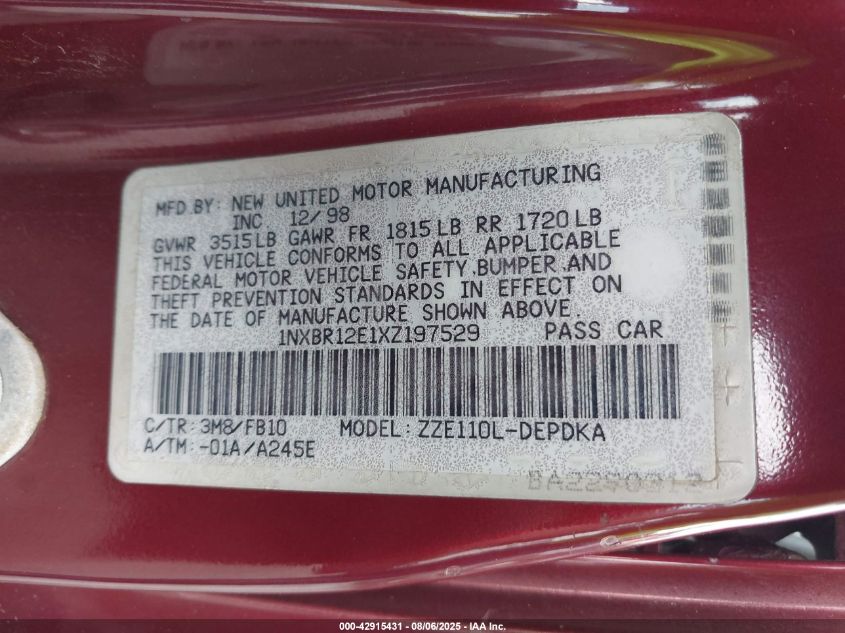 MFD.BY: NEW UNITED MOTOR MANUFACTURING
INC 12/98
GVWR 3515LB GAWR FR 1815LB RR 1720LB
THIS VEHICLE CONFORMS TO ALL APPLICABLE
FEDERAL MOTOR VEHICLE SAFETY,BUMPER,AND
THEFT PREVENTION STANDARDS IN EFFECT ON
THE DATE OF MANUFACTURE SHOWN ABOVE.
1NXBR12E1XZ197529 PASS CAR
C/TR: 3M8/FB10 MODEL: ZZE110L-DEPDKA
A/TM: -01A/A245E
000-42915431 - 08/06/2025 - IAA Inc.